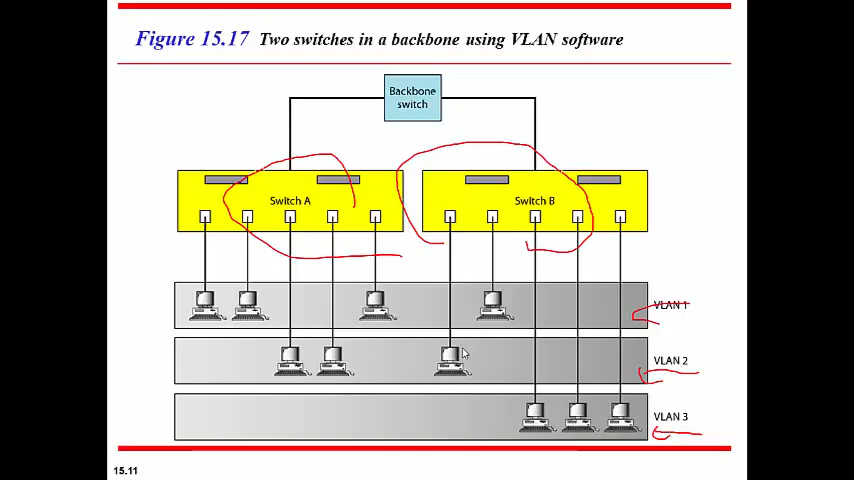 Figure 15.17 Two switches in a backbone using VLAN software
Backbone
switch
Switch A
Switch B
VLAN 1
VLAN 2
VLAN 3
15.11